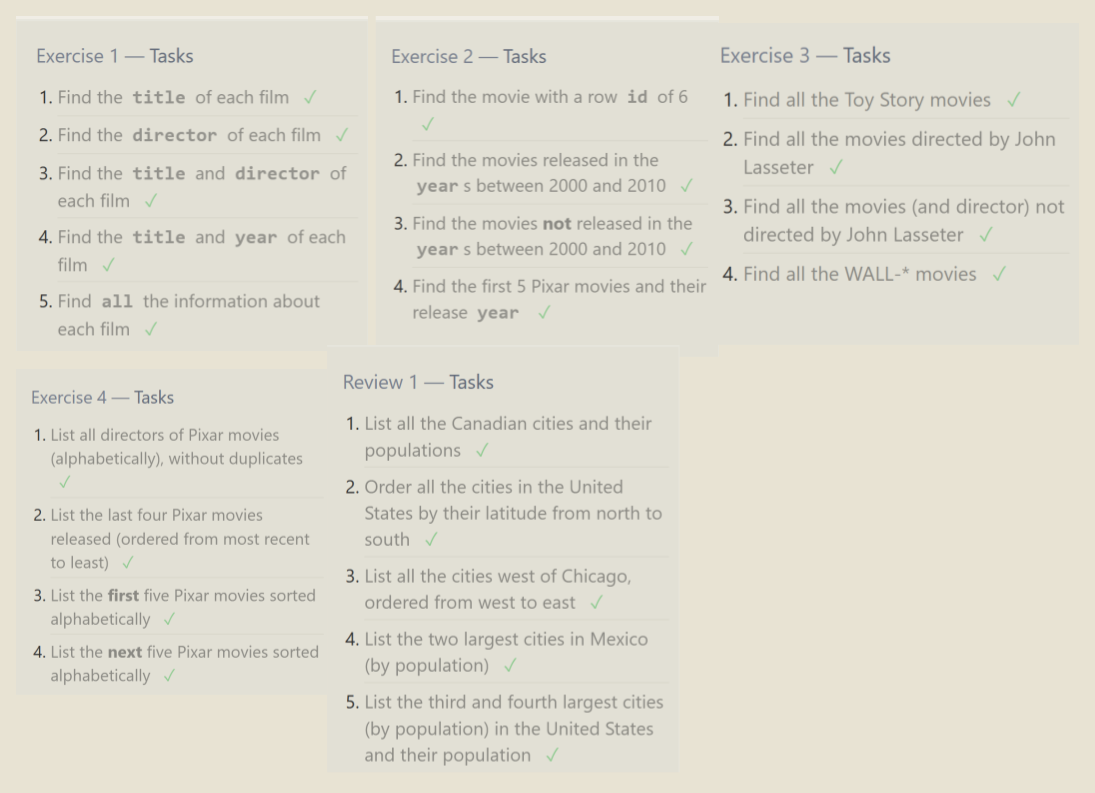 Exercise 1 — Tasks
1. Find the title of each film ✓
2. Find the director of each film ✓
3. Find the title and director of
each film ✓
4. Find the title and year of each
film ✓
5. Find all the information about
each film ✓
Exercise 2 — Tasks
1. Find the movie with a row id of 6
✓
2. Find the movies released in the
year s between 2000 and 2010 ✓
3. Find the movies not released in the
year s between 2000 and 2010 ✓
4. Find the first 5 Pixar movies and their
release year ✓
Exercise 3 — Tasks
1. Find all the Toy Story movies ✓
2. Find all the movies directed by John
Lasseter ✓
3. Find all the movies (and director) not
directed by John Lasseter ✓
4. Find all the WALL-* movies ✓
Exercise 4 — Tasks
1. List all directors of Pixar movies
(alphabetically), without duplicates
✓
2. List the last four Pixar movies
released (ordered from most recent
to least) ✓
3. List the first five Pixar movies sorted
alphabetically ✓
4. List the next five Pixar movies sorted
alphabetically ✓
Review 1 — Tasks
1. List all the Canadian cities and their
populations ✓
2. Order all the cities in the United
States by their latitude from north to
south ✓
3. List all the cities west of Chicago,
ordered from west to east ✓
4. List the two largest cities in Mexico
(by population) ✓
5. List the third and fourth largest cities
(by population) in the United States
and their population ✓